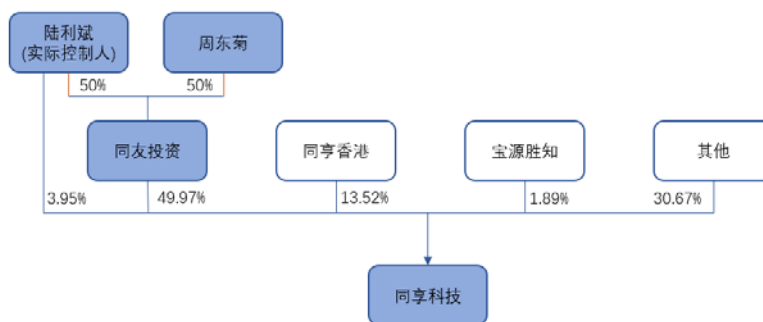 陆利斌
(实际控制人)
周东菊
50%
50%
同友投资
同亨香港
宝源胜知
其他
3.95%
49.97%
13.52%
1.89%
30.67%
同享科技